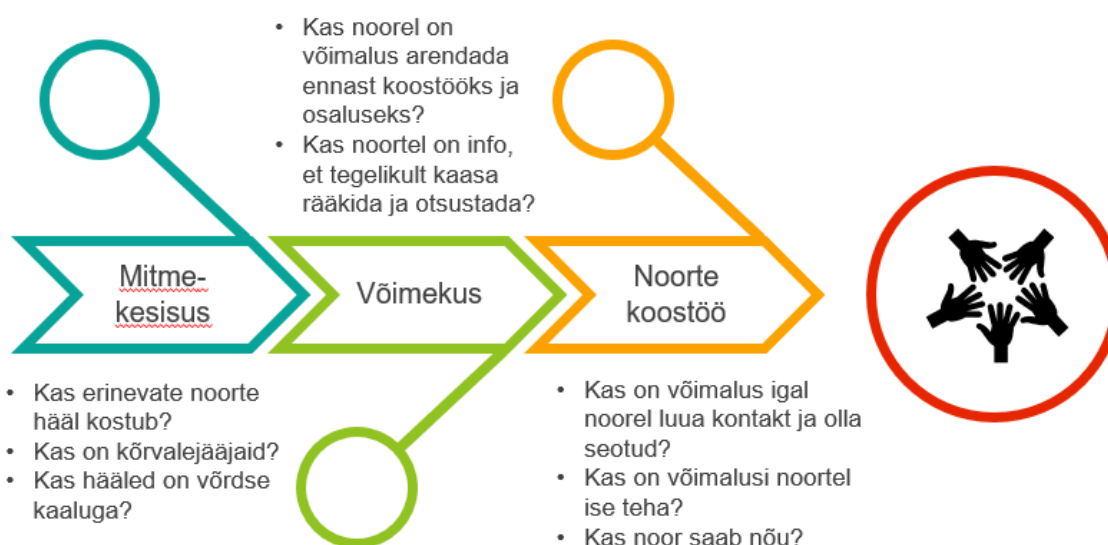 • Kas noorel on
võimalus arendada
ennast koostööks ja
osaluseks?
• Kas noortel on info,
et tegelikult kaasa
rääkida ja otsustada?
Mitme-
kesisus
Võimekus
Noorte
koostöö
• Kas erinevate noorte
hääl kostub?
• Kas on kõrvalejääjaid?
• Kas hääled on võrdse
kaaluga?
• Kas on võimalus igal
noorel luua kontakt ja olla
seotud?
• Kas on võimalusi noortel
ise teha?
• Kas noor saab nõu?